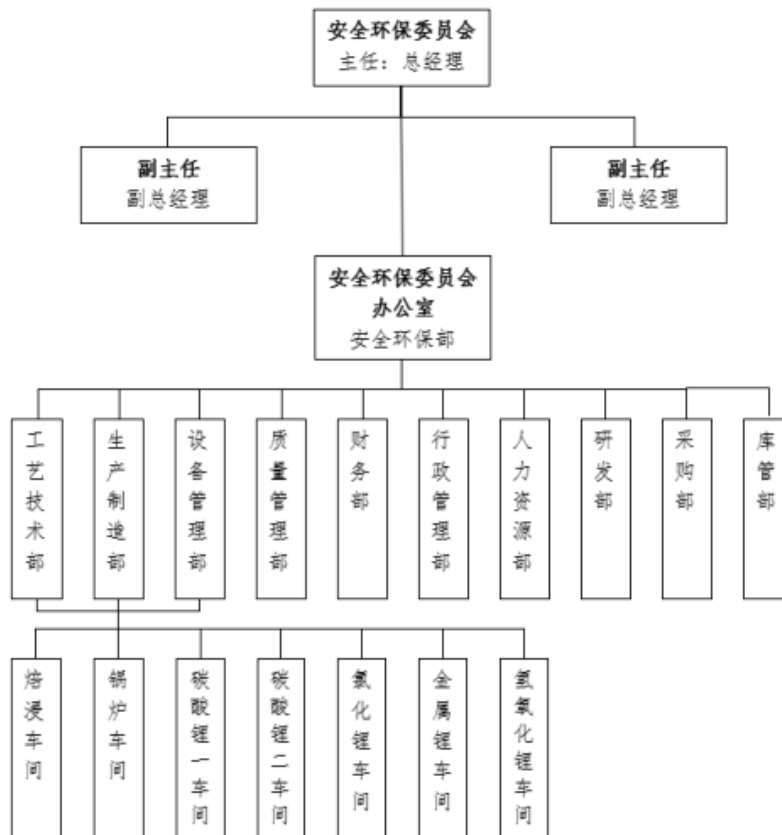 安全环保委员会
主任：总经理
副主任
副总经理
副主任
副总经理
安全环保委员会
办公室
安全环保部
工艺技术部
生产制造部
设备管理部
质量管理部
财务部
行政管理部
人力资源部
研发部
采购部
库管部
焙浸车间
锅炉车间
碳酸锂一车间
碳酸锂二车间
氯化锂车间
金属锂车间
氢氧化锂车间